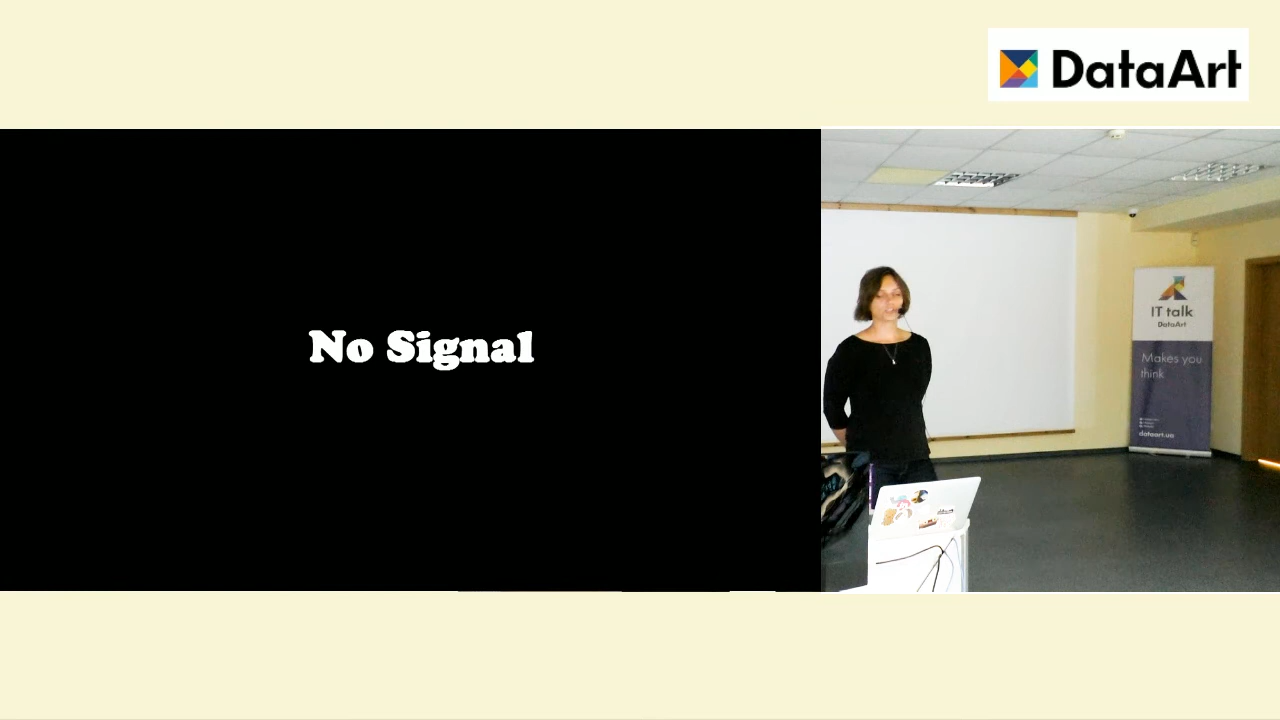 DataArt
No Signal
IT talk
DataArt
Makes you
think
dataart.ua